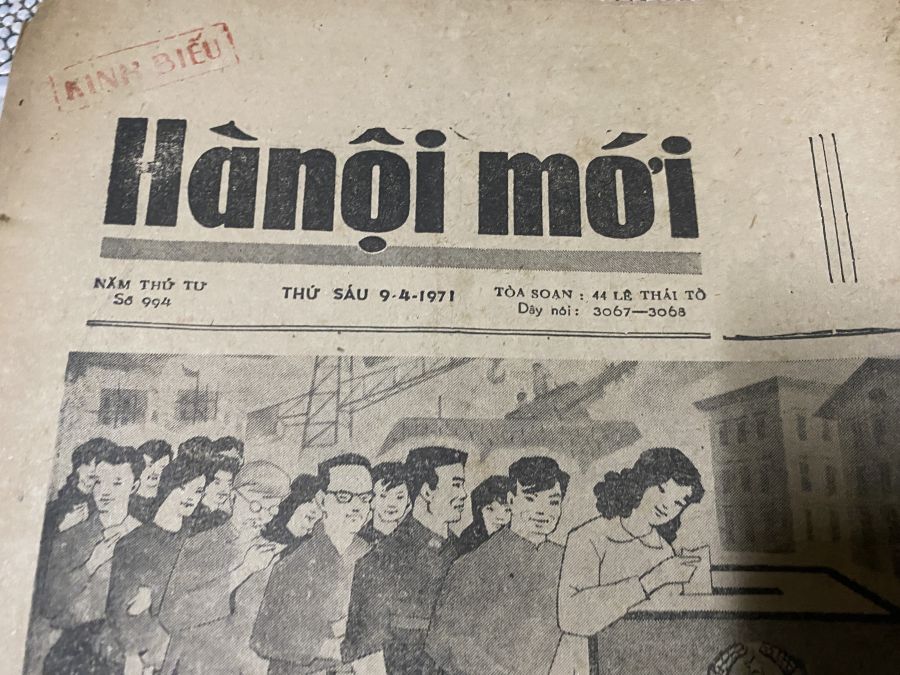 KÍNH BIẾU
Hànội mới
NĂM THỨ TƯ
Số 994
THỨ SÁU 9-4-1971
TÒA SOẠN : 44 LÊ THÁI TỔ
Dây nói : 3067—3068